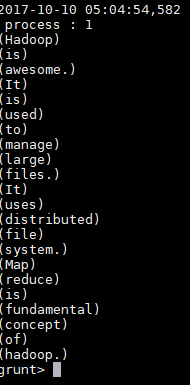 2017-10-10 05:04:54,582
process : 1
(Hadoop)
(is)
(awesome.)
(It)
(is)
(used)
(to)
(manage)
(large)
(files.)
(It)
(uses)
(distributed)
(file)
(system.)
(Map)
(reduce)
(is)
(fundamental)
(concept)
(of)
(hadoop.)
grunt>